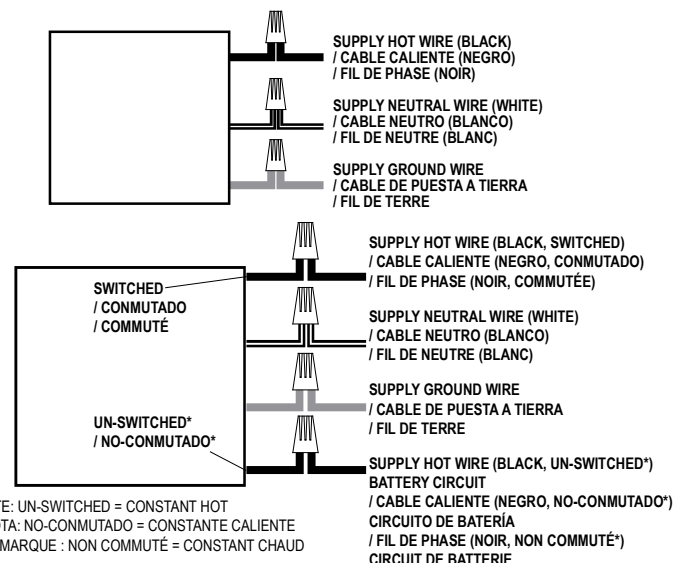 SUPPLY HOT WIRE (BLACK)
/ CABLE CALIENTE (NEGRO)
/ FIL DE PHASE (NOIR)
SUPPLY NEUTRAL WIRE (WHITE)
/ CABLE NEUTRO (BLANCO)
/ FIL DE NEUTRE (BLANC)
SUPPLY GROUND WIRE
/ CABLE DE PUESTA A TIERRA
/ FIL DE TERRE
SWITCHED
/ CONMUTADO
/ COMMUTÉ
SUPPLY HOT WIRE (BLACK, SWITCHED)
/ CABLE CALIENTE (NEGRO, CONMUTADO)
/ FIL DE PHASE (NOIR, COMMUTÉE)
SUPPLY NEUTRAL WIRE (WHITE)
/ CABLE NEUTRO (BLANCO)
/ FIL DE NEUTRE (BLANC)
SUPPLY GROUND WIRE
/ CABLE DE PUESTA A TIERRA
/ FIL DE TERRE
UN-SWITCHED*
/ NO-CONMUTADO*
SUPPLY HOT WIRE (BLACK, UN-SWITCHED*)
BATTERY CIRCUIT
/ CABLE CALIENTE (NEGRO, NO-CONMUTADO*)
CIRCUITO DE BATERÍA
/ FIL DE PHASE (NOIR, NON COMMUTÉ*)
CIRCUIT DE BATTERIE
TE: UN-SWITCHED = CONSTANT HOT
OTA: NO-CONMUTADO = CONSTANTE CALIENTE
MARQUE : NON COMMUTÉ = CONSTANT CHAUD